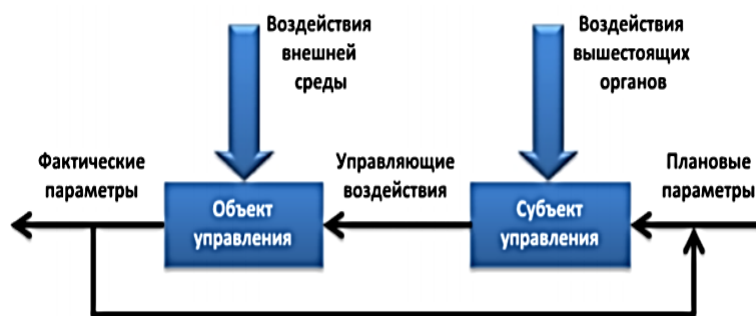 Воздействия
внешней
среды
Воздействия
вышестоящих
органов
Фактические
параметры
Управляющие
воздействия
Плановые
параметры
Объект
управления
Субъект
управления